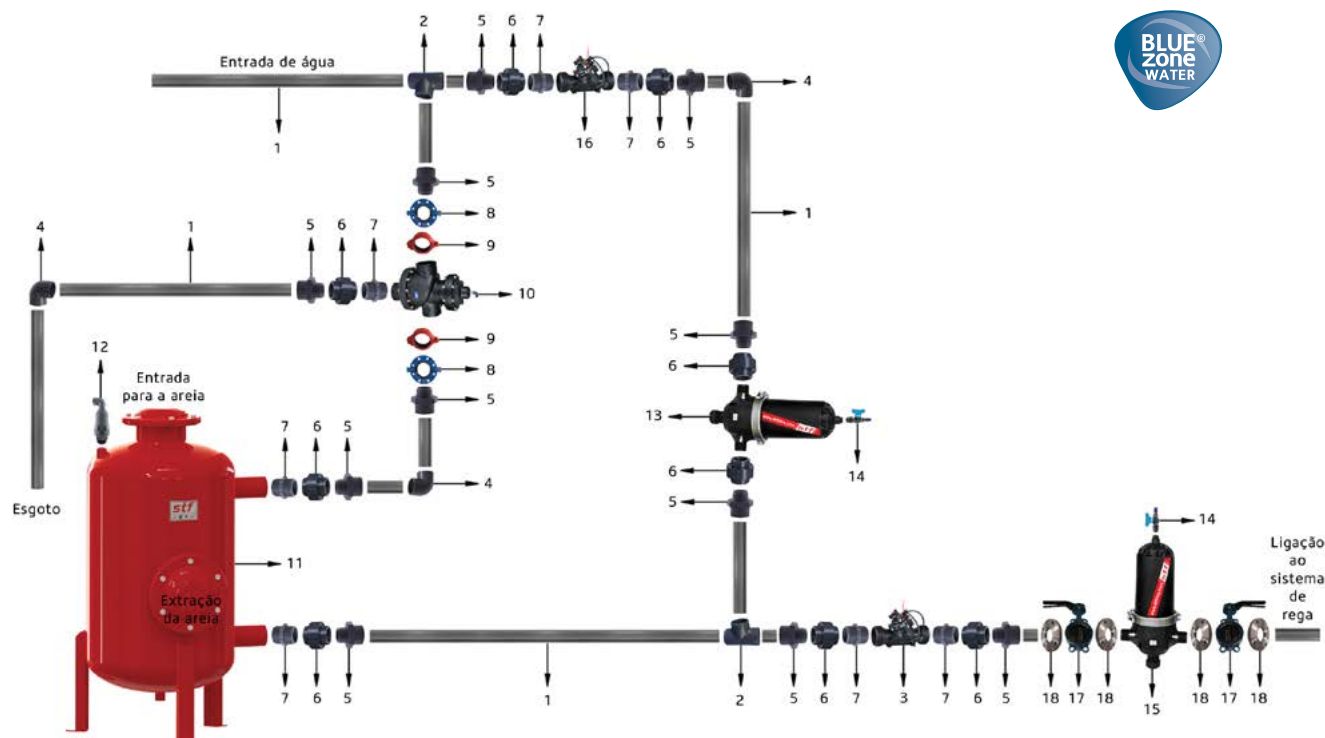 2 5 6 7
BLUE®
zone
WATER
Entrada de água
4
1
16 7 6 5
5
8
1
4 1 5 6 7
9
10
9
5
12
8
6
Entrada
para a areia
5
13
7 6 5
14
6
4
5
Esgoto
stf
14
11
Ligação
ao
sistema
de
rega
Extração
da areia
7 6 5
1
2
5 6 7 3 7 6 5 18 17 18 15 18 17 18